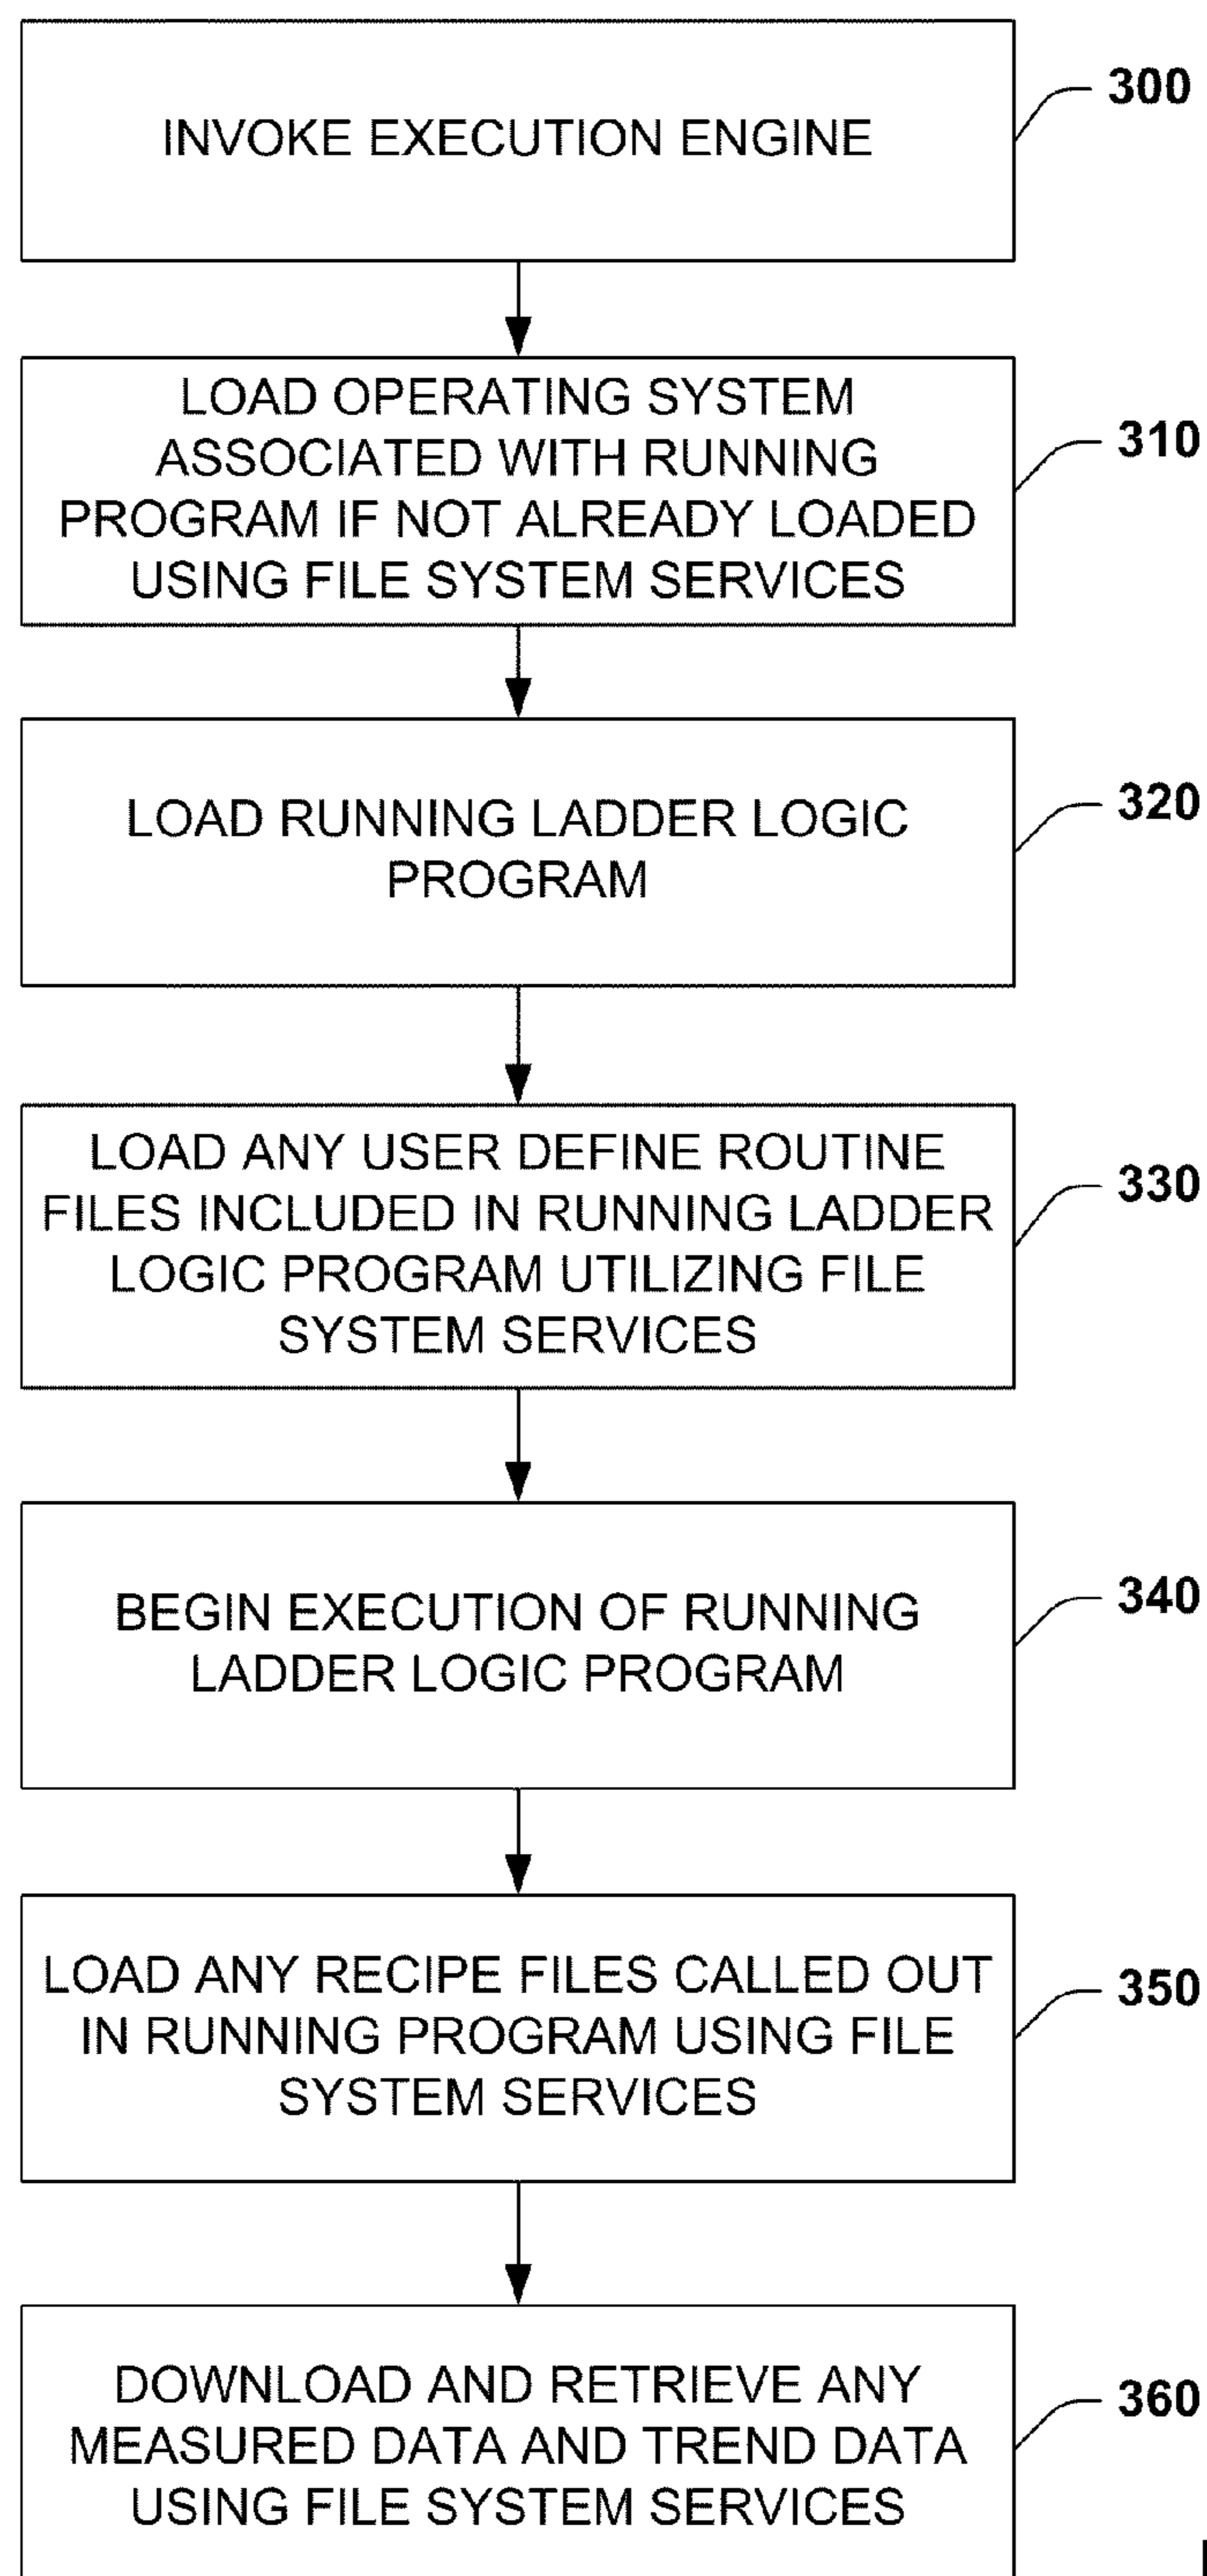 INVOKE EXECUTION ENGINE
300
LOAD OPERATING SYSTEM
ASSOCIATED WITH RUNNING
PROGRAM IF NOT ALREADY LOADED
USING FILE SYSTEM SERVICES
310
LOAD RUNNING LADDER LOGIC
PROGRAM
320
LOAD ANY USER DEFINE ROUTINE
FILES INCLUDED IN RUNNING LADDER
LOGIC PROGRAM UTILIZING FILE
SYSTEM SERVICES
330
BEGIN EXECUTION OF RUNNING
LADDER LOGIC PROGRAM
340
LOAD ANY RECIPE FILES CALLED OUT
IN RUNNING PROGRAM USING FILE
SYSTEM SERVICES
350
DOWNLOAD AND RETRIEVE ANY
MEASURED DATA AND TREND DATA
USING FILE SYSTEM SERVICES
360